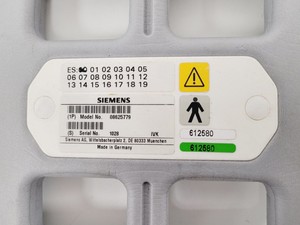 ES: 01 02 03 04 05
06 07 08 09 10 11 12
13 14 15 16 17 18 19
SIEMENS
(1P) Model No. 08625779
(S) Serial No. 1029 IVK
Siemens AG, Wittelsbacherplatz 2, DE 80333 Muenchen
Made in Germany
612580
612580